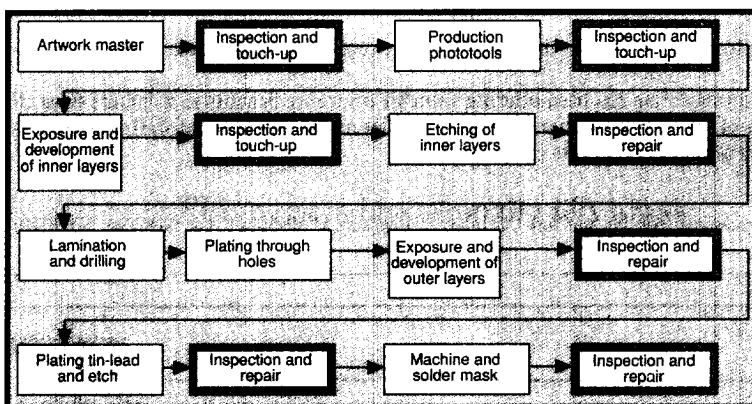 Artwork master
Inspection and
touch-up
Production
phototools
Inspection and
touch-up
Exposure and
development
of inner layers
Inspection and
touch-up
Etching of
inner layers
Inspection and
repair
Lamination
and drilling
Plating through
holes
Exposure and
development of
outer layers
Inspection and
repair
Plating tin-lead
and etch
Inspection and
repair
Machine and
solder mask
Inspection and
repair